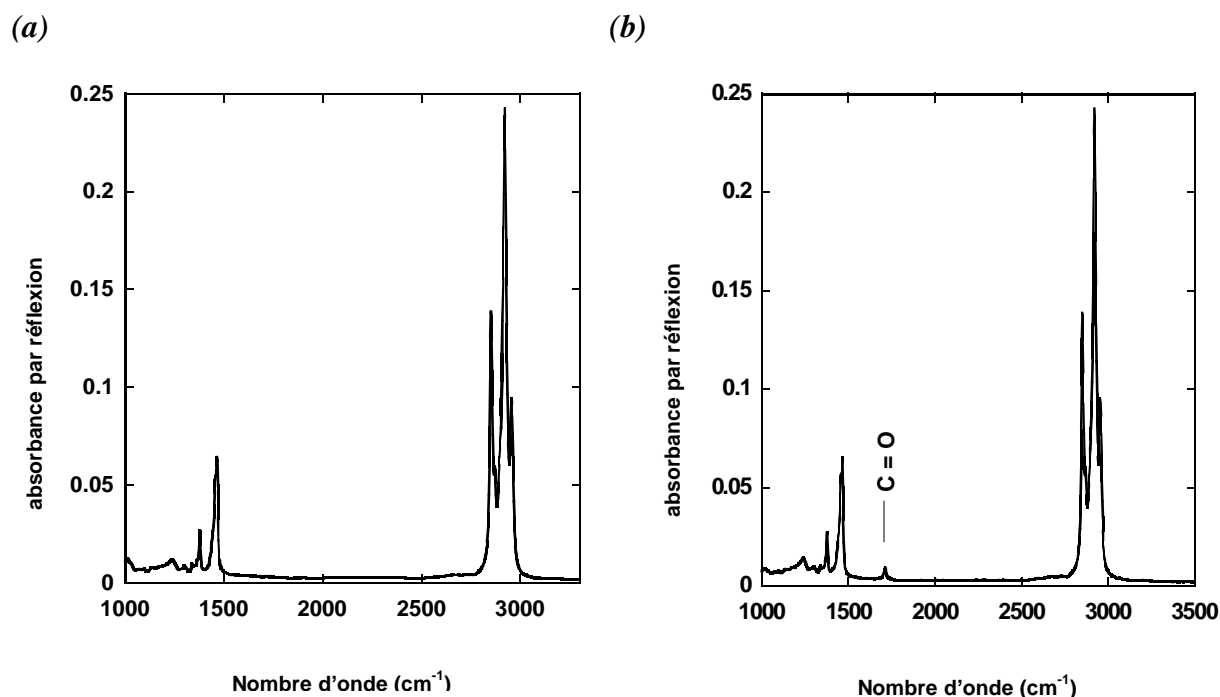 (a)
(b)
absorbance par réflexion
0.25
0.2
0.15
0.1
0.05
0
1000 1500 2000 2500 3000
Nombre d'onde (cm-1)
absorbance par réflexion
0.25
0.2
0.15
0.1
0.05
0
C = O
1000 1500 2000 2500 3000 3500
Nombre d'onde (cm-1)